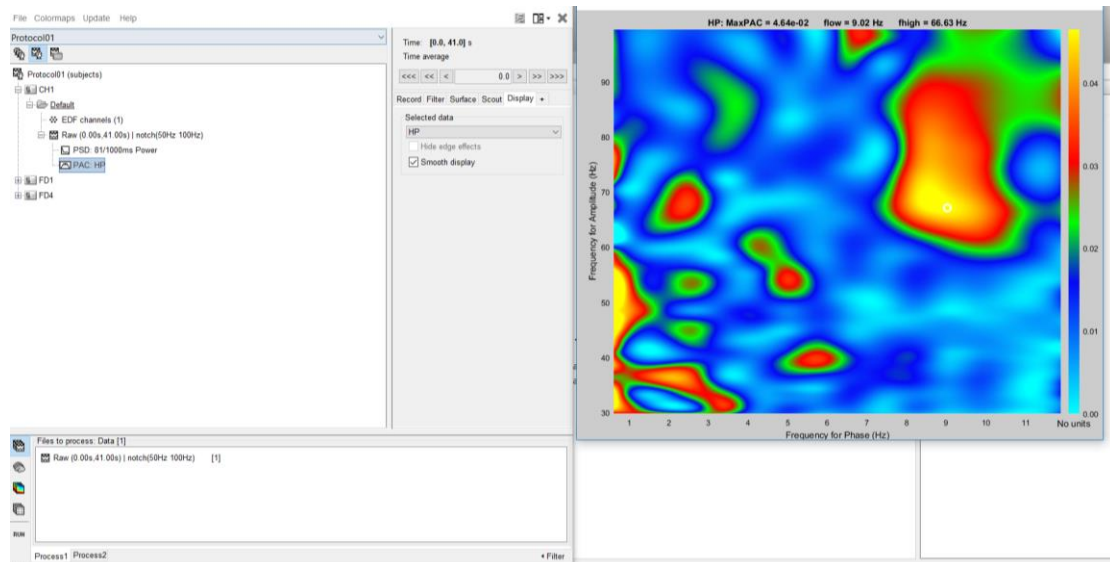 File Colormaps Update Help
Protocol01
Protocol01 (subjects)
CH1
Default
EDF channels (1)
Raw (0.00s,41.00s) | notch(50Hz 100Hz)
PSD: 81/1000ms Power
PAC: HP
FD1
FD4
Time: [0.0, 41.0] s
Time average
<<< << < 0.0 > >> >>>
Record Filter Surface Scout Display +
Selected data
HP
Hide edge effects
Smooth display
Files to process: Data [1]
Raw (0.00s,41.00s) | notch(50Hz 100Hz) [1]
RUN
Process1 Process2
Filter
HP: MaxPAC = 4.64e-02 flow = 9.02 Hz fhigh = 66.63 Hz
Frequency for Amplitude (Hz)
90
80
70
60
50
40
30
1 2 3 4 5 6 7 8 9 10 11
Frequency for Phase (Hz)
0.04
0.03
0.02
0.01
0.00
No units